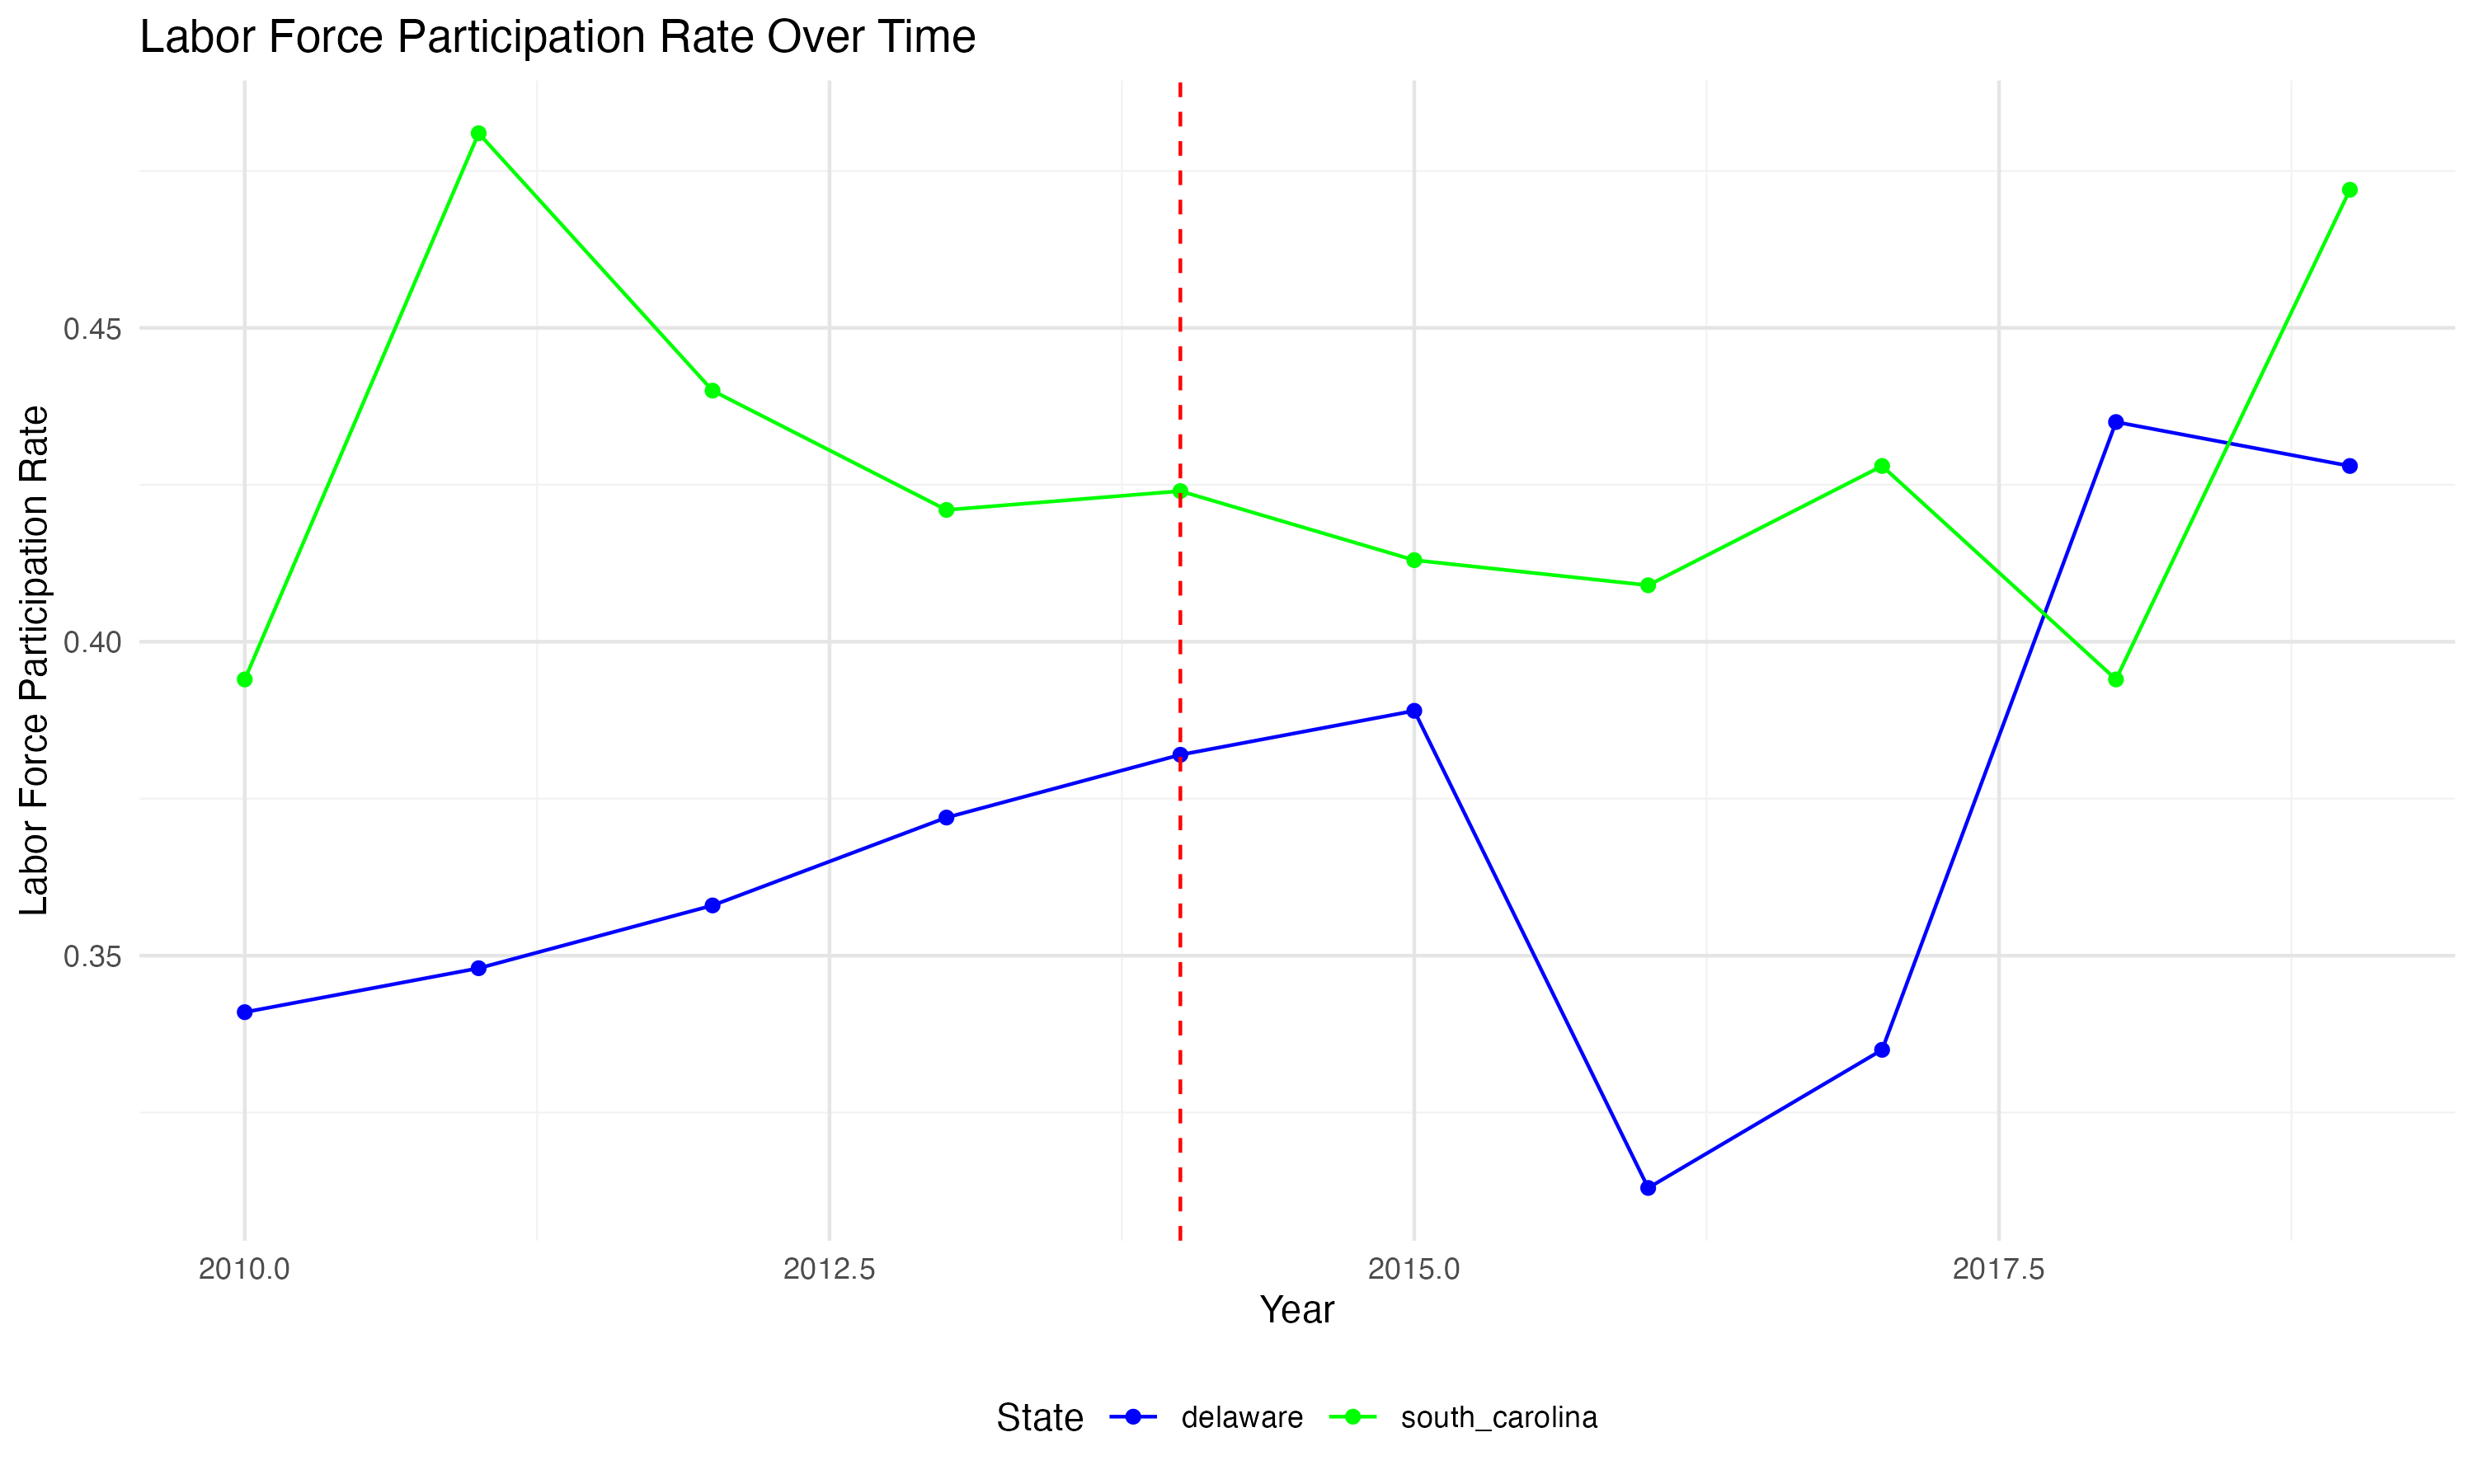 Labor Force Participation Rate Over Time
Labor Force Participation Rate
0.45
0.40
0.35
2010.0 2012.5 2015.0 2017.5
Year
State delaware south_carolina